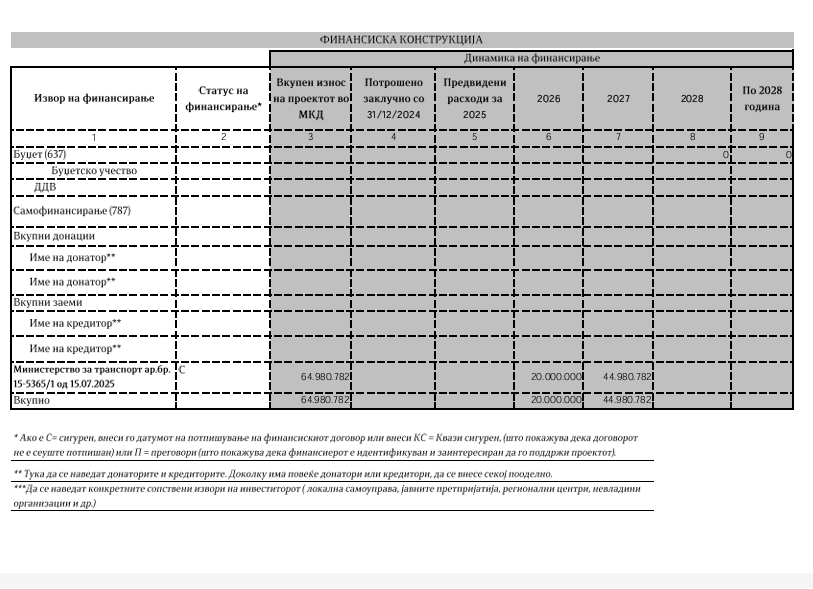 ФИНАНСИСКА КОНСТРУКЦИЈА
Динамика на финансирање
Извор на финансирање Статус на финансирање* Вкупен износ на проектот во МКД Потрошено заклучно со 31/12/2024 Предвидени расходи за 2025 2026 2027 2028 По 2028 година
1 2 3 4 5 6 7 8 9
Буџет (637) 0 0
Буџетско учество
ДДВ
Самофинансирање (787)
Вкупни донации
Име на донатор**
Име на донатор**
Вкупни заеми
Име на кредитор**
Име на кредитор**
Министерство за транспорт ар.бр. 15-5365/1 од 15.07.2025 С 64.980.782 20.000.000 44.980.782
Вкупно 64.980.782 20.000.000 44.980.782
* Ако е С= сигурен, внеси го датумот на потпишување на финансискиот договор или внеси КС = Квази сигурен, (што покажува дека договорот
не е сеуште потпишан) или П = преговори (што покажува дека финансиерот е идентификуван и заинтересиран да го поддржи проектот).
** Тука да се наведат донаторите и кредиторите. Доколку има повеќе донатори или кредитори, да се внесе секој поодделно.
***Да се наведат конкретните сопствени извори на инвеститорот ( локална самоуправа, јавните претпријатија, регионални центри, невладини
организации и др.)